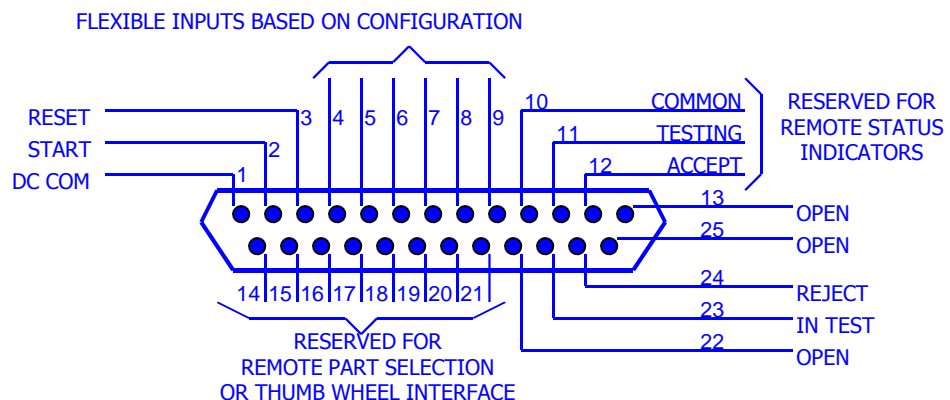 FLEXIBLE INPUTS BASED ON CONFIGURATION
RESET
START
DC COM
1
2
3
4
5
6
7
8
9
10
11
12
COMMON
TESTING
ACCEPT
RESERVED FOR
REMOTE STATUS
INDICATORS
13
OPEN
25
OPEN
24
REJECT
23
IN TEST
22
OPEN
14
15
16
17
18
19
20
21
RESERVED FOR
REMOTE PART SELECTION
OR THUMB WHEEL INTERFACE